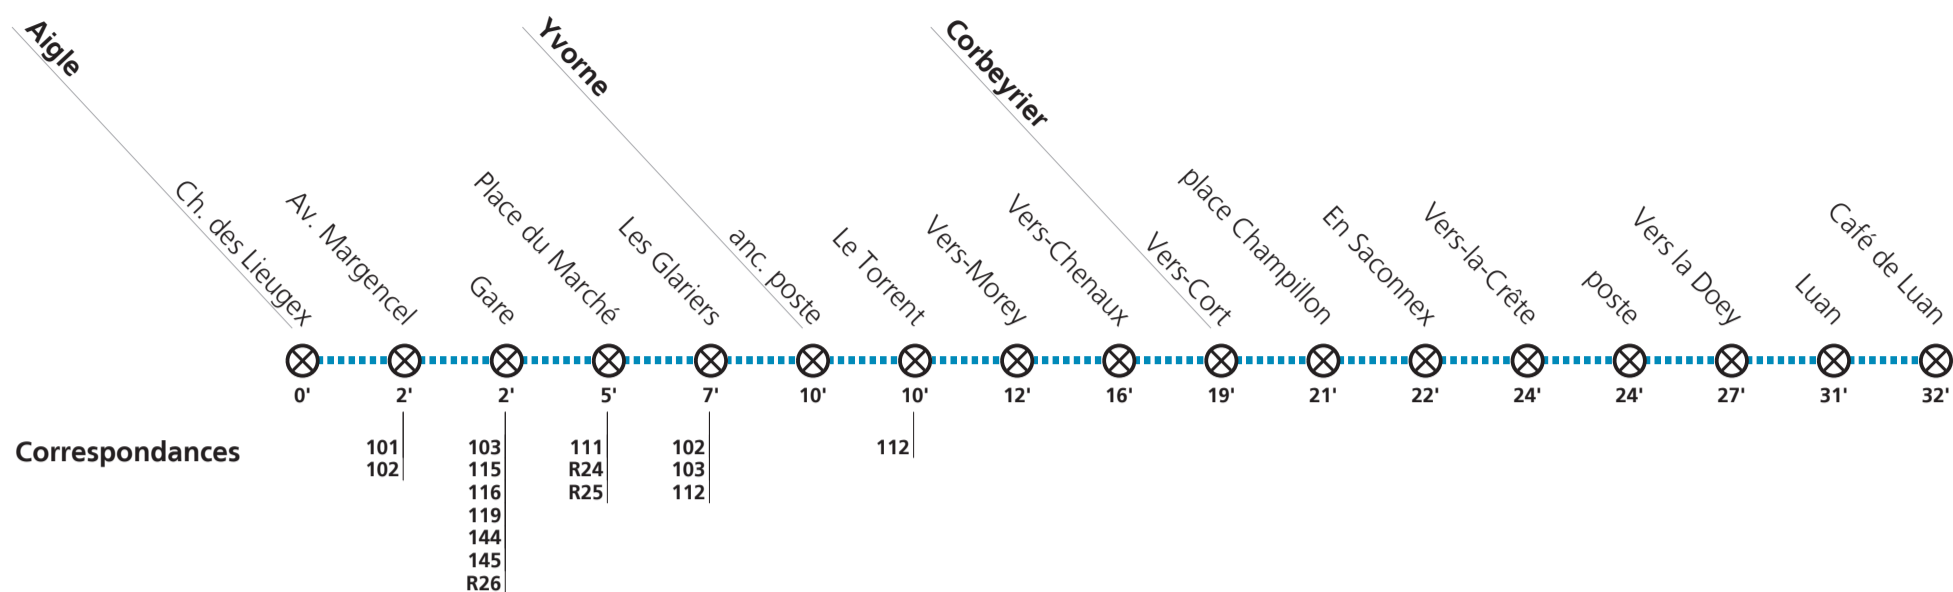 Aigle
Yvorne
Corbeyrier
Ch. des Lieugex
Av. Margencel
Gare
Place du Marché
Les Glariers
anc. poste
Le Torrent
Vers-Morey
Vers-Chenaux
Vers-Cort
place Champillon
En Saconnex
Vers-la-Crête
poste
Vers la Doey
Luan
Café de Luan
0' 2' 2' 5' 7' 10' 10' 12' 16' 19' 21' 22' 24' 24' 27' 31' 32'
Correspondances
101
102
103
115
116
119
144
145
R26
111
R24
R25
102
103
112
112